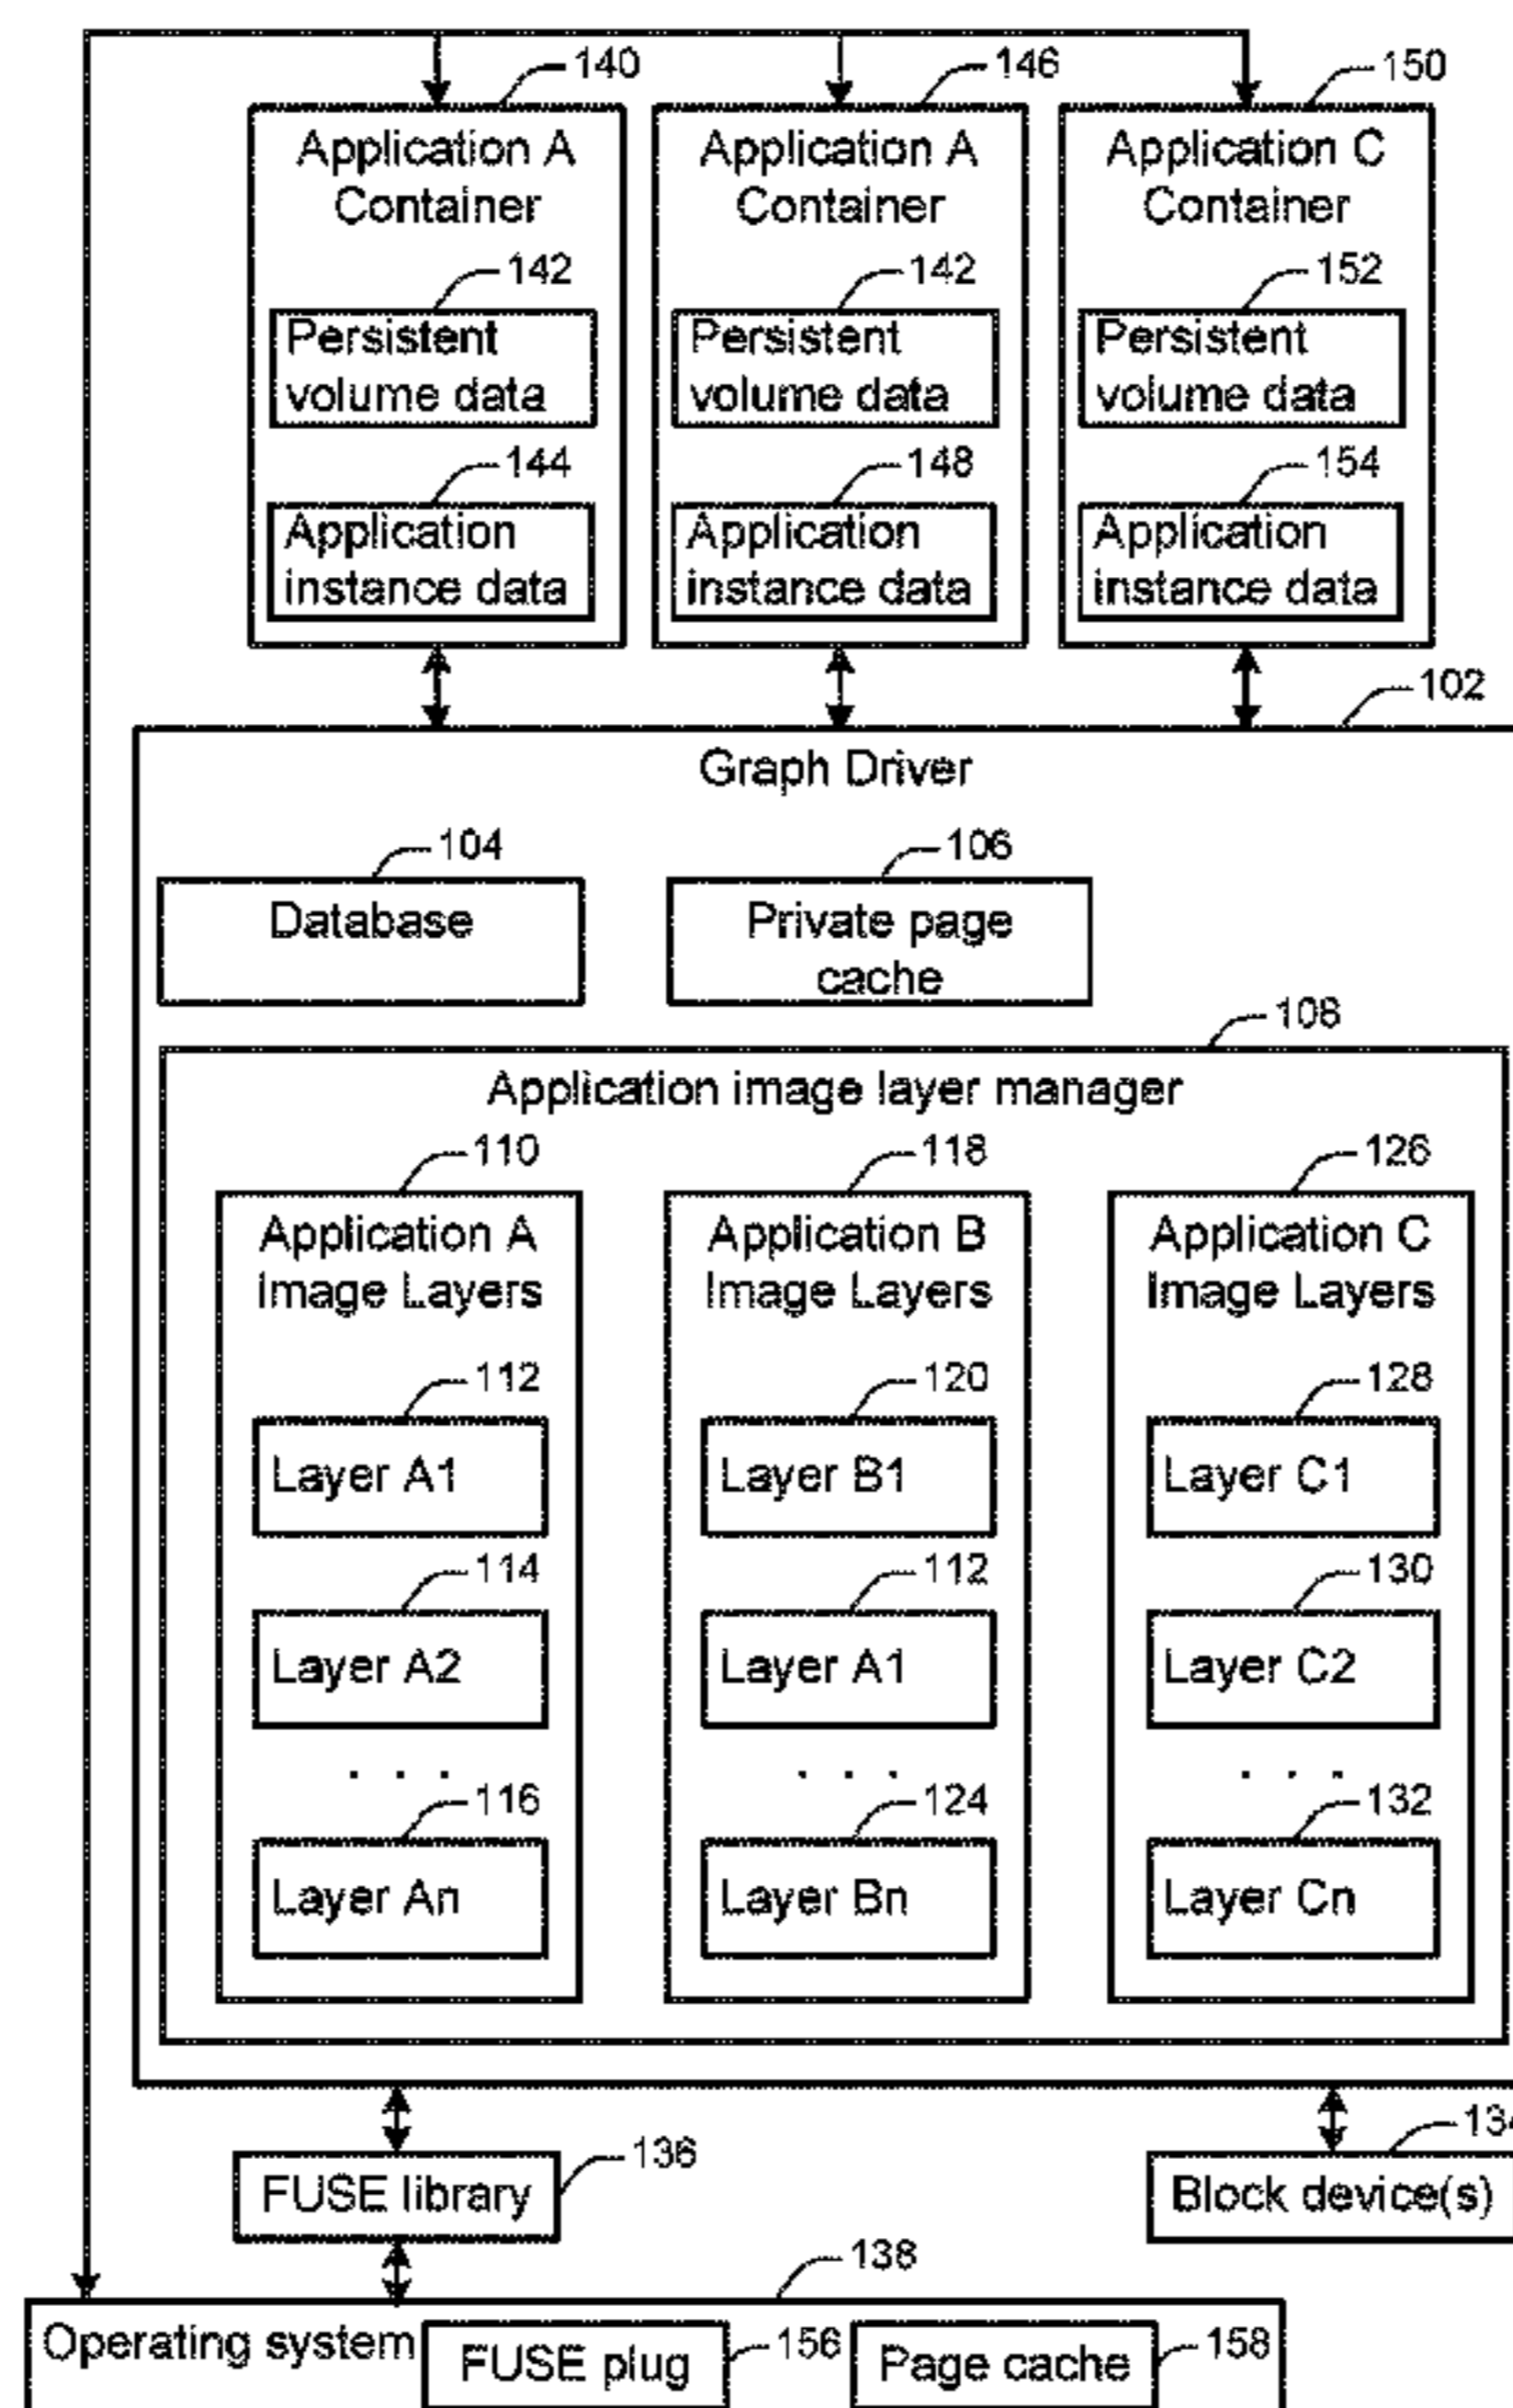 140
146
150
Application A
Container
Application A
Container
Application C
Container
142
142
152
Persistent
volume data
Persistent
volume data
Persistent
volume data
144
148
154
Application
instance data
Application
instance data
Application
instance data
102
Graph Driver
104
106
Database
Private page
cache
108
Application image layer manager
110
118
126
Application A
Image Layers
Application B
Image Layers
Application C
Image Layers
112
120
128
Layer A1
Layer B1
Layer C1
114
112
130
Layer A2
Layer A1
Layer C2
. . .
. . .
. . .
116
124
132
Layer An
Layer Bn
Layer Cn
136
FUSE library
Block device(s)
138
Operating system
FUSE plug
156
Page cache
158